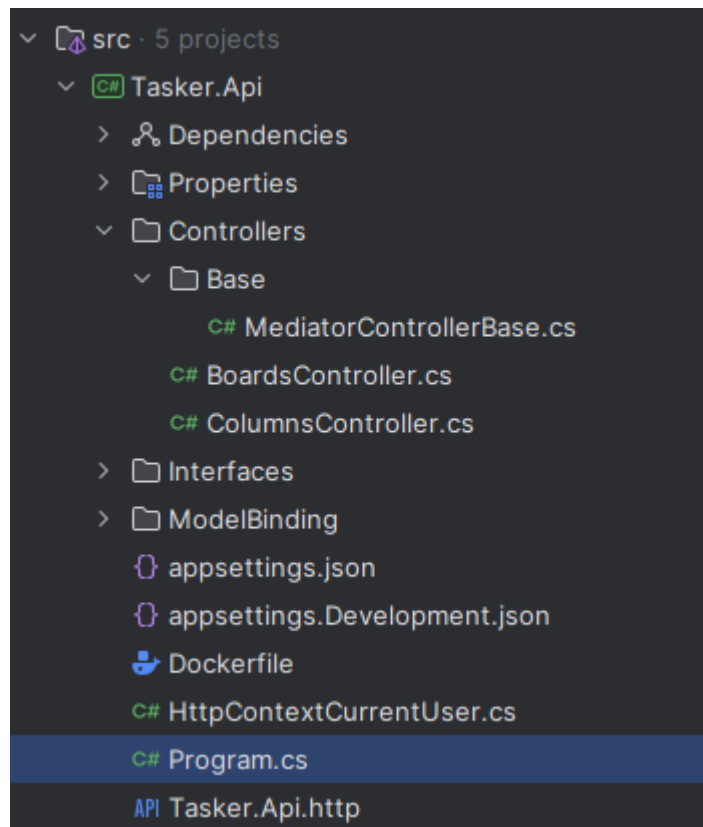 src · 5 projects
C# Tasker.Api
Dependencies
Properties
Controllers
Base
C# MediatorControllerBase.cs
C# BoardsController.cs
C# ColumnsController.cs
Interfaces
ModelBinding
{} appsettings.json
{} appsettings.Development.json
Dockerfile
C# HttpContextCurrentUser.cs
C# Program.cs
API Tasker.Api.http